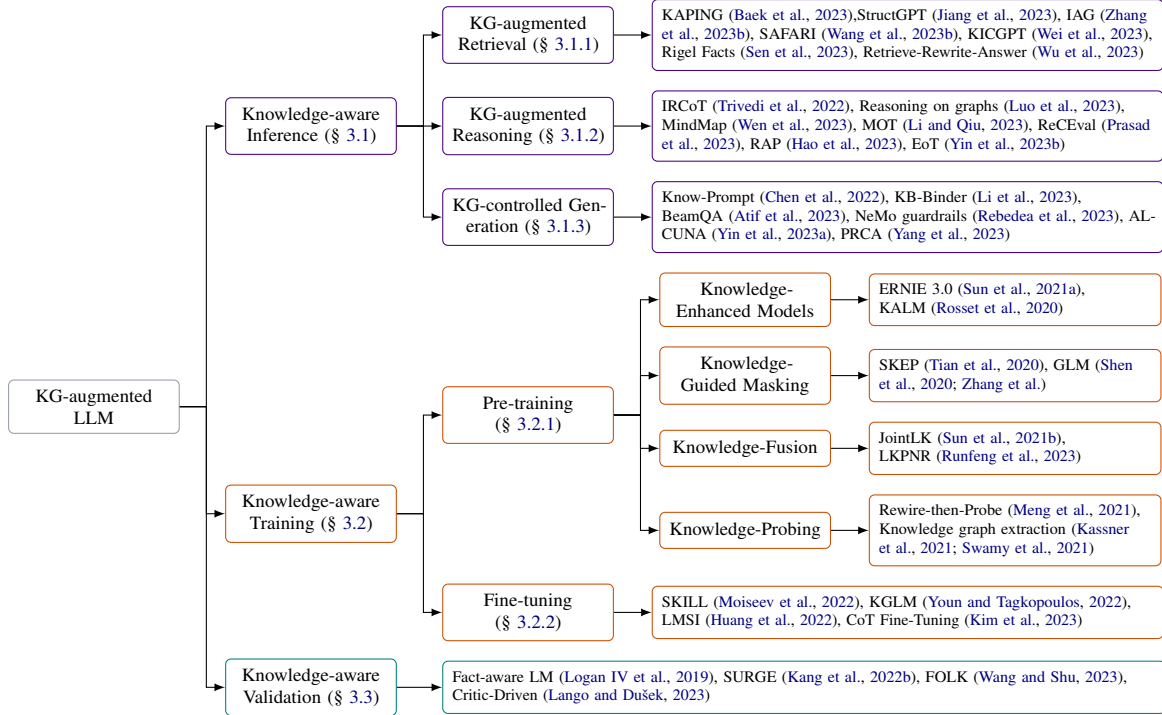 KG-augmented
LLM
Knowledge-aware
Inference (§ 3.1)
KG-augmented
Retrieval (§ 3.1.1)
KAPING (Baek et al., 2023),StructGPT (Jiang et al., 2023), IAG (Zhang
et al., 2023b), SAFARI (Wang et al., 2023b), KICGPT (Wei et al., 2023),
Rigel Facts (Sen et al., 2023), Retrieve-Rewrite-Answer (Wu et al., 2023)
KG-augmented
Reasoning (§ 3.1.2)
IRCoT (Trivedi et al., 2022), Reasoning on graphs (Luo et al., 2023),
MindMap (Wen et al., 2023), MOT (Li and Qiu, 2023), ReCEval (Prasad
et al., 2023), RAP (Hao et al., 2023), EoT (Yin et al., 2023b)
KG-controlled Gen-
eration (§ 3.1.3)
Know-Prompt (Chen et al., 2022), KB-Binder (Li et al., 2023),
BeamQA (Atif et al., 2023), NeMo guardrails (Rebedea et al., 2023), AL-
CUNA (Yin et al., 2023a), PRCA (Yang et al., 2023)
Knowledge-aware
Training (§ 3.2)
Pre-training
(§ 3.2.1)
Knowledge-
Enhanced Models
ERNIE 3.0 (Sun et al., 2021a),
KALM (Rosset et al., 2020)
Knowledge-
Guided Masking
SKEP (Tian et al., 2020), GLM (Shen
et al., 2020; Zhang et al.)
Knowledge-Fusion
JointLK (Sun et al., 2021b),
LKPNR (Runfeng et al., 2023)
Knowledge-Probing
Rewire-then-Probe (Meng et al., 2021),
Knowledge graph extraction (Kassner
et al., 2021; Swamy et al., 2021)
Fine-tuning
(§ 3.2.2)
SKILL (Moiseev et al., 2022), KGLM (Youn and Tagkopoulos, 2022),
LMSI (Huang et al., 2022), CoT Fine-Tuning (Kim et al., 2023)
Knowledge-aware
Validation (§ 3.3)
Fact-aware LM (Logan IV et al., 2019), SURGE (Kang et al., 2022b), FOLK (Wang and Shu, 2023),
Critic-Driven (Lango and Dušek, 2023)